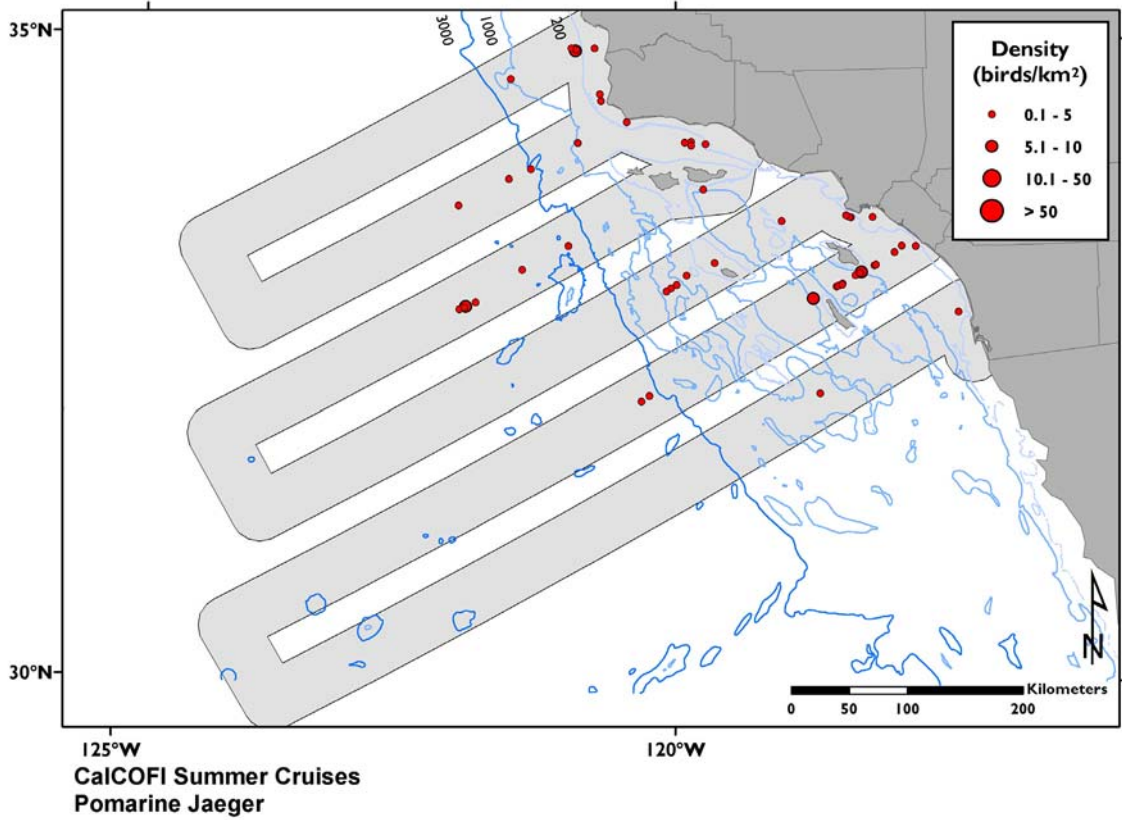 35°N
3000
1000
200
Density
(birds/km²)
0.1 - 5
5.1 - 10
10.1 - 50
> 50
30°N
N
Kilometers
0 50 100 200
125°W 120°W
CalCOFI Summer Cruises
Pomarine Jaeger